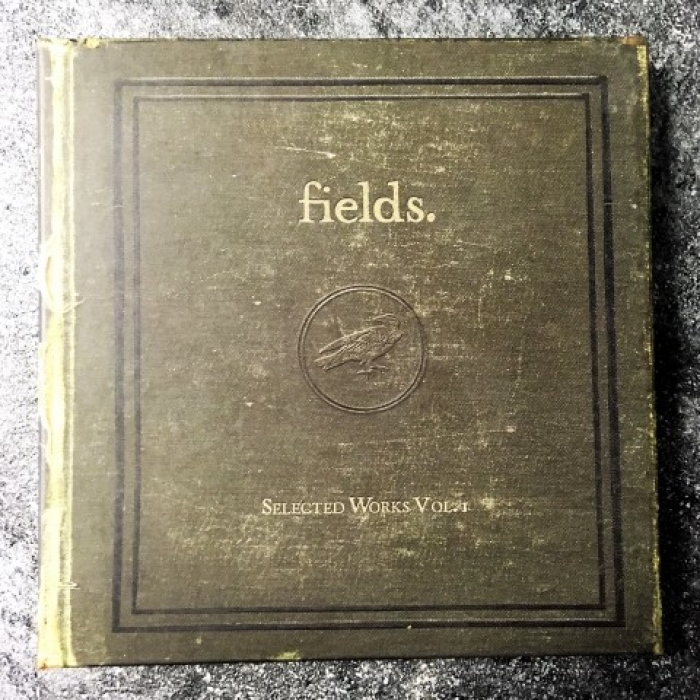 fields.
Selected Works Vol. 1